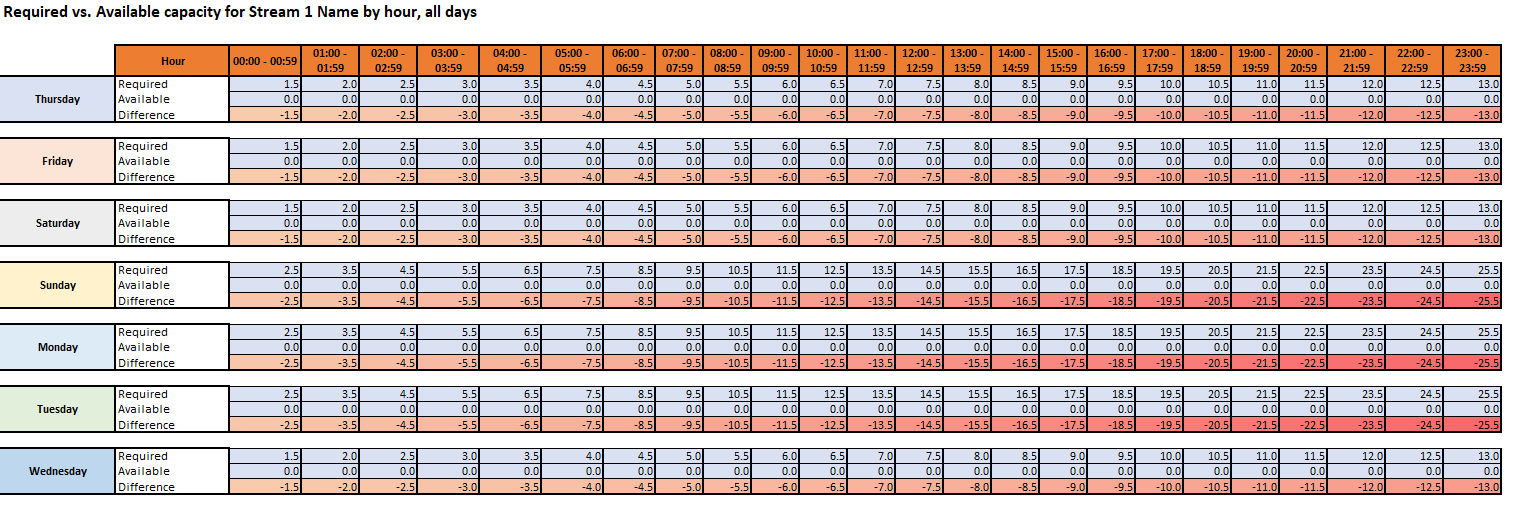 Required vs. Available capacity for Stream 1 Name by hour, all days
Hour 00:00 - 00:59 01:00 - 01:59 02:00 - 02:59 03:00 - 03:59 04:00 - 04:59 05:00 - 05:59 06:00 - 06:59 07:00 - 07:59 08:00 - 08:59 09:00 - 09:59 10:00 - 10:59 11:00 - 11:59 12:00 - 12:59 13:00 - 13:59 14:00 - 14:59 15:00 - 15:59 16:00 - 16:59 17:00 - 17:59 18:00 - 18:59 19:00 - 19:59 20:00 - 20:59 21:00 - 21:59 22:00 - 22:59 23:00 - 23:59
Required 1.5 2.0 2.5 3.0 3.5 4.0 4.5 5.0 5.5 6.0 6.5 7.0 7.5 8.0 8.5 9.0 9.5 10.0 10.5 11.0 11.5 12.0 12.5 13.0
Thursday Available 0.0 0.0 0.0 0.0 0.0 0.0 0.0 0.0 0.0 0.0 0.0 0.0 0.0 0.0 0.0 0.0 0.0 0.0 0.0 0.0 0.0 0.0 0.0 0.0
Difference -1.5 -2.0 -2.5 -3.0 -3.5 -4.0 -4.5 -5.0 -5.5 -6.0 -6.5 -7.0 -7.5 -8.0 -8.5 -9.0 -9.5 -10.0 -10.5 -11.0 -11.5 -12.0 -12.5 -13.0
Required 1.5 2.0 2.5 3.0 3.5 4.0 4.5 5.0 5.5 6.0 6.5 7.0 7.5 8.0 8.5 9.0 9.5 10.0 10.5 11.0 11.5 12.0 12.5 13.0
Friday Available 0.0 0.0 0.0 0.0 0.0 0.0 0.0 0.0 0.0 0.0 0.0 0.0 0.0 0.0 0.0 0.0 0.0 0.0 0.0 0.0 0.0 0.0 0.0 0.0
Difference -1.5 -2.0 -2.5 -3.0 -3.5 -4.0 -4.5 -5.0 -5.5 -6.0 -6.5 -7.0 -7.5 -8.0 -8.5 -9.0 -9.5 -10.0 -10.5 -11.0 -11.5 -12.0 -12.5 -13.0
Required 1.5 2.0 2.5 3.0 3.5 4.0 4.5 5.0 5.5 6.0 6.5 7.0 7.5 8.0 8.5 9.0 9.5 10.0 10.5 11.0 11.5 12.0 12.5 13.0
Saturday Available 0.0 0.0 0.0 0.0 0.0 0.0 0.0 0.0 0.0 0.0 0.0 0.0 0.0 0.0 0.0 0.0 0.0 0.0 0.0 0.0 0.0 0.0 0.0 0.0
Difference -1.5 -2.0 -2.5 -3.0 -3.5 -4.0 -4.5 -5.0 -5.5 -6.0 -6.5 -7.0 -7.5 -8.0 -8.5 -9.0 -9.5 -10.0 -10.5 -11.0 -11.5 -12.0 -12.5 -13.0
Required 2.5 3.5 4.5 5.5 6.5 7.5 8.5 9.5 10.5 11.5 12.5 13.5 14.5 15.5 16.5 17.5 18.5 19.5 20.5 21.5 22.5 23.5 24.5 25.5
Sunday Available 0.0 0.0 0.0 0.0 0.0 0.0 0.0 0.0 0.0 0.0 0.0 0.0 0.0 0.0 0.0 0.0 0.0 0.0 0.0 0.0 0.0 0.0 0.0 0.0
Difference -2.5 -3.5 -4.5 -5.5 -6.5 -7.5 -8.5 -9.5 -10.5 -11.5 -12.5 -13.5 -14.5 -15.5 -16.5 -17.5 -18.5 -19.5 -20.5 -21.5 -22.5 -23.5 -24.5 -25.5
Required 2.5 3.5 4.5 5.5 6.5 7.5 8.5 9.5 10.5 11.5 12.5 13.5 14.5 15.5 16.5 17.5 18.5 19.5 20.5 21.5 22.5 23.5 24.5 25.5
Monday Available 0.0 0.0 0.0 0.0 0.0 0.0 0.0 0.0 0.0 0.0 0.0 0.0 0.0 0.0 0.0 0.0 0.0 0.0 0.0 0.0 0.0 0.0 0.0 0.0
Difference -2.5 -3.5 -4.5 -5.5 -6.5 -7.5 -8.5 -9.5 -10.5 -11.5 -12.5 -13.5 -14.5 -15.5 -16.5 -17.5 -18.5 -19.5 -20.5 -21.5 -22.5 -23.5 -24.5 -25.5
Required 2.5 3.5 4.5 5.5 6.5 7.5 8.5 9.5 10.5 11.5 12.5 13.5 14.5 15.5 16.5 17.5 18.5 19.5 20.5 21.5 22.5 23.5 24.5 25.5
Tuesday Available 0.0 0.0 0.0 0.0 0.0 0.0 0.0 0.0 0.0 0.0 0.0 0.0 0.0 0.0 0.0 0.0 0.0 0.0 0.0 0.0 0.0 0.0 0.0 0.0
Difference -2.5 -3.5 -4.5 -5.5 -6.5 -7.5 -8.5 -9.5 -10.5 -11.5 -12.5 -13.5 -14.5 -15.5 -16.5 -17.5 -18.5 -19.5 -20.5 -21.5 -22.5 -23.5 -24.5 -25.5
Required 1.5 2.0 2.5 3.0 3.5 4.0 4.5 5.0 5.5 6.0 6.5 7.0 7.5 8.0 8.5 9.0 9.5 10.0 10.5 11.0 11.5 12.0 12.5 13.0
Wednesday Available 0.0 0.0 0.0 0.0 0.0 0.0 0.0 0.0 0.0 0.0 0.0 0.0 0.0 0.0 0.0 0.0 0.0 0.0 0.0 0.0 0.0 0.0 0.0 0.0
Difference -1.5 -2.0 -2.5 -3.0 -3.5 -4.0 -4.5 -5.0 -5.5 -6.0 -6.5 -7.0 -7.5 -8.0 -8.5 -9.0 -9.5 -10.0 -10.5 -11.0 -11.5 -12.0 -12.5 -13.0